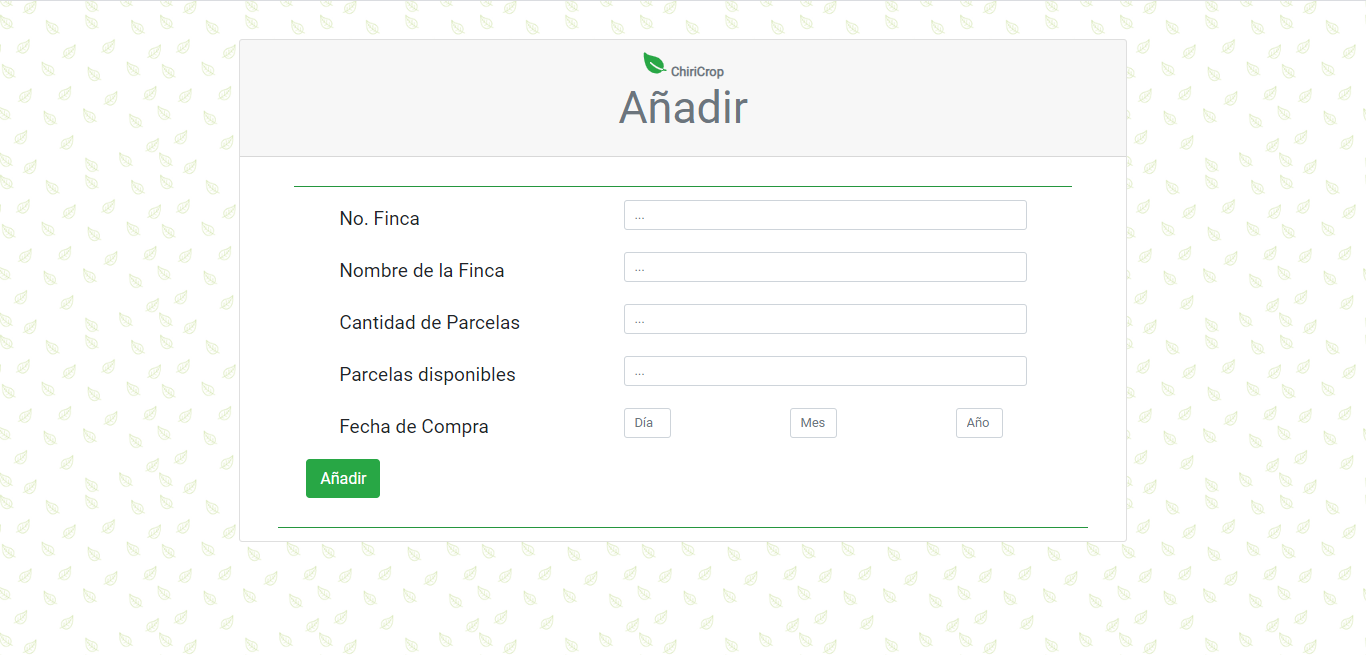 ChiriCrop
Añadir
No. Finca ...
Nombre de la Finca ...
Cantidad de Parcelas ...
Parcelas disponibles ...
Fecha de Compra Día Mes Año
Añadir